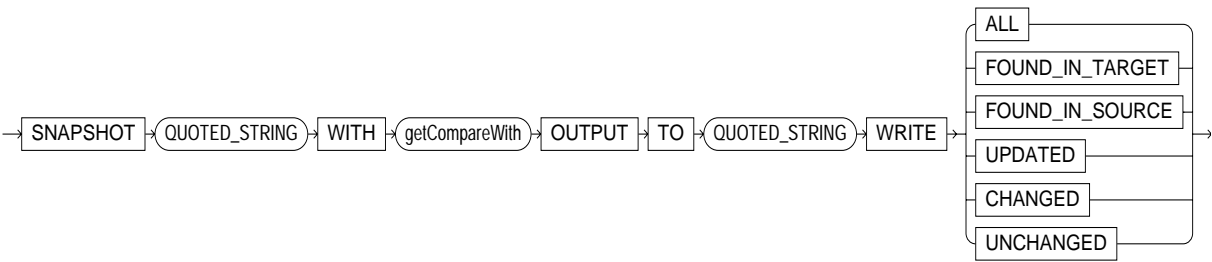 ALL
FOUND_IN_TARGET
FOUND_IN_SOURCE
SNAPSHOT QUOTED_STRING WITH getCompareWith OUTPUT TO QUOTED_STRING WRITE
UPDATED
CHANGED
UNCHANGED